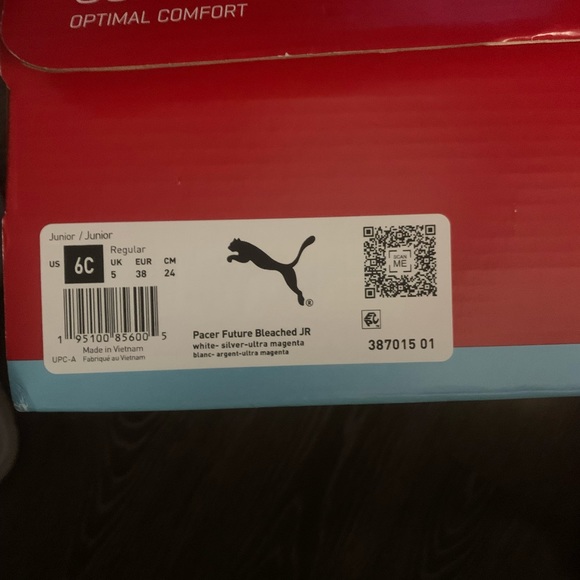 OPTIMAL COMFORT
Junior / Junior
Regular
US 6C UK 5 EUR 38 CM 24
SCAN ME
1 95100 85600 5
Made in Vietnam
UPC-A Fabriqué au Vietnam
®
Pacer Future Bleached JR
white- silver-ultra magenta
blanc- argent-ultra magenta
387015 01